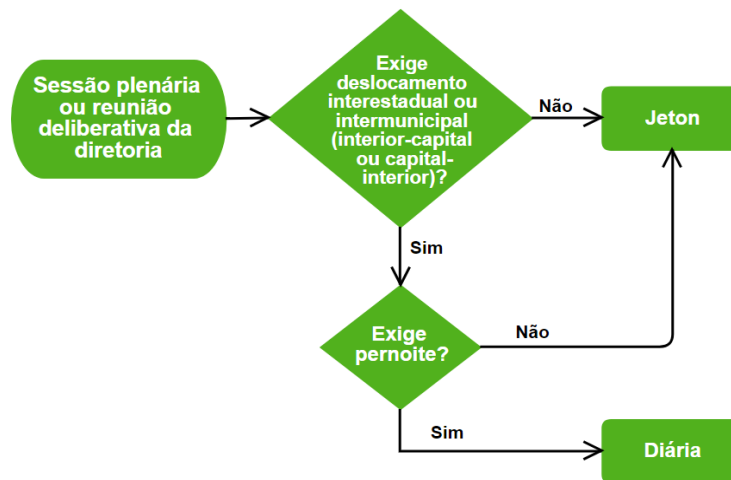 Sessão plenária
ou reunião
deliberativa da
diretoria
Exige
deslocamento
interestadual ou
intermunicipal
(interior-capital
ou capital-
interior)?
Não
Jeton
Sim
Exige
pernoite?
Não
Sim
Diária